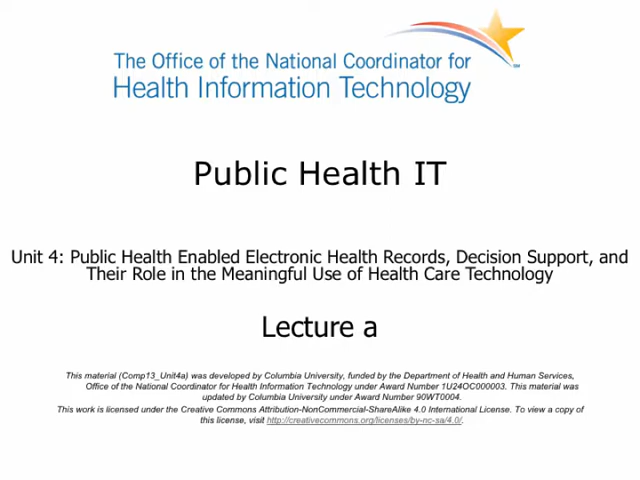 The Office of the National Coordinator for
Health Information Technology
Public Health IT
Unit 4: Public Health Enabled Electronic Health Records, Decision Support, and
Their Role in the Meaningful Use of Health Care Technology
Lecture a
This material (Comp13_Unit4a) was developed by Columbia University, funded by the Department of Health and Human Services,
Office of the National Coordinator for Health Information Technology under Award Number 1U24OC000003. This material was
updated by Columbia University under Award Number 90WT0004.
This work is licensed under the Creative Commons Attribution-NonCommercial-ShareAlike 4.0 International License. To view a copy of
this license, visit http://creativecommons.org/licenses/by-nc-sa/4.0/.